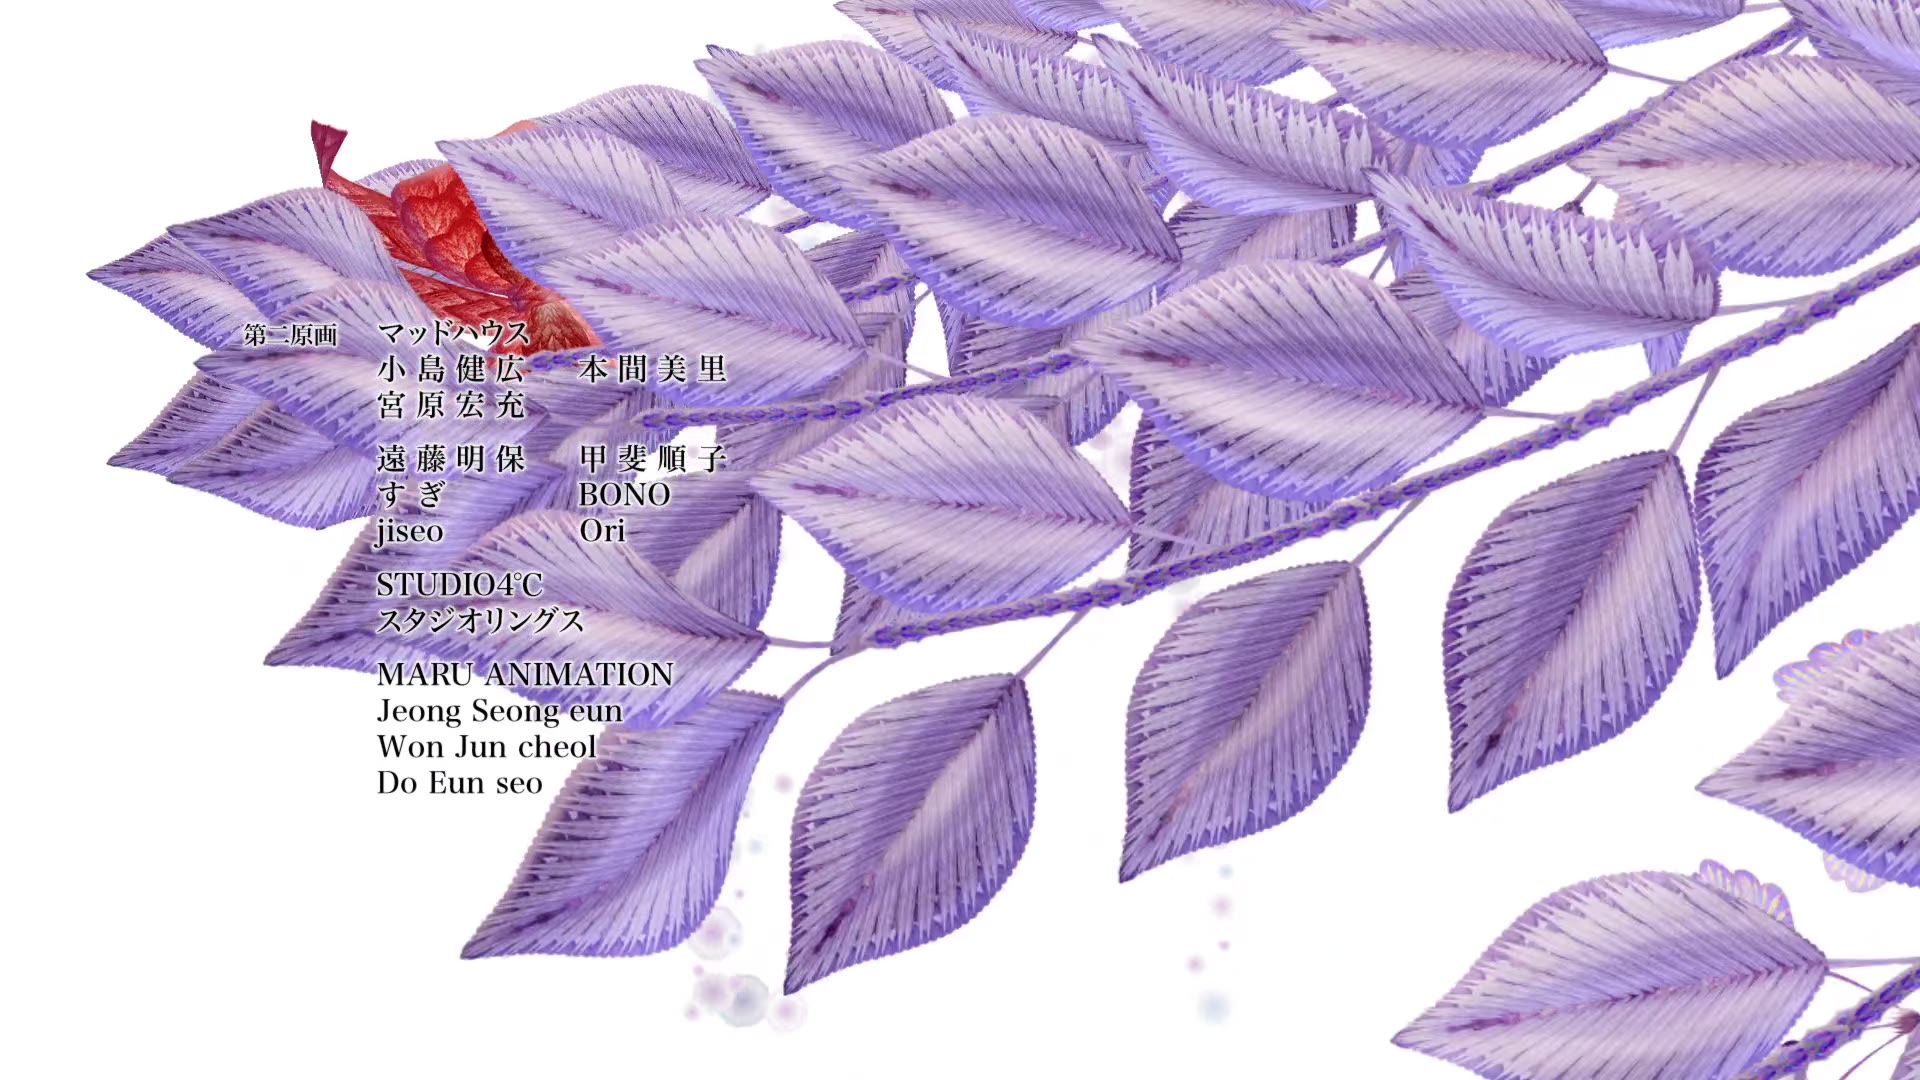 第二原画 マッドハウス
小島健広 本間美里
宮原宏充
遠藤明保 甲斐順子
すぎ BONO
jiseo Ori
STUDIO4℃
スタジオリングス
MARU ANIMATION
Jeong Seong eun
Won Jun cheol
Do Eun seo